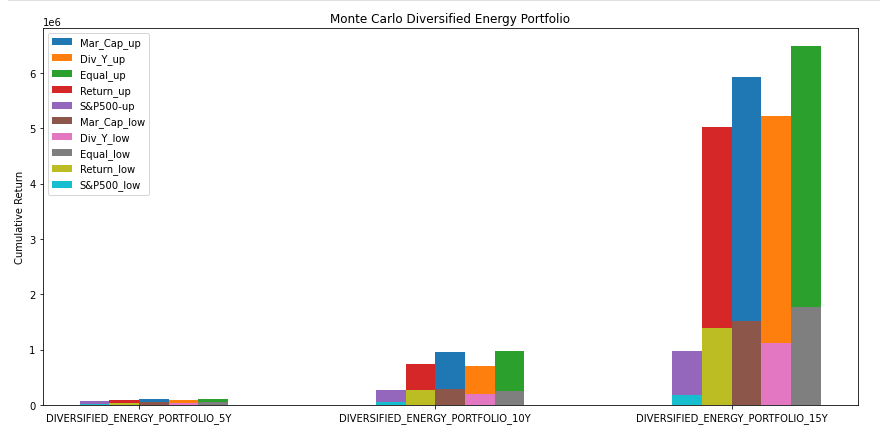 Monte Carlo Diversified Energy Portfolio
1e6
Mar_Cap_up
Div_Y_up
Equal_up
Return_up
S&P500-up
Mar_Cap_low
Div_Y_low
Equal_low
Return_low
S&P500_low
Cumulative Return
6
5
4
3
2
1
0
DIVERSIFIED_ENERGY_PORTFOLIO_5Y
DIVERSIFIED_ENERGY_PORTFOLIO_10Y
DIVERSIFIED_ENERGY_PORTFOLIO_15Y